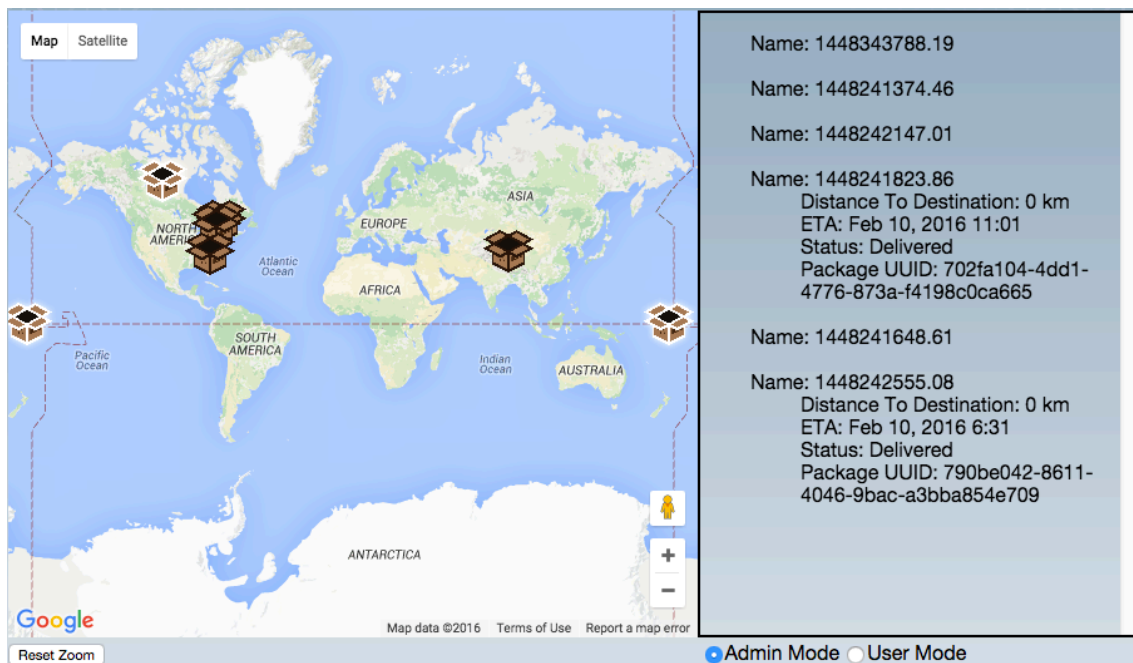 Map Satellite
NORTH
AMERICA
Atlantic
Ocean
EUROPE
ASIA
AFRICA
Pacific
Ocean
SOUTH
AMERICA
Indian
Ocean
AUSTRALIA
ANTARCTICA
Google
Map data ©2016 Terms of Use Report a map error
Reset Zoom
Name: 1448343788.19
Name: 1448241374.46
Name: 1448242147.01
Name: 1448241823.86
Distance To Destination: 0 km
ETA: Feb 10, 2016 11:01
Status: Delivered
Package UUID: 702fa104-4dd1-
4776-873a-f4198c0ca665
Name: 1448241648.61
Name: 1448242555.08
Distance To Destination: 0 km
ETA: Feb 10, 2016 6:31
Status: Delivered
Package UUID: 790be042-8611-
4046-9bac-a3bba854e709
Admin Mode User Mode